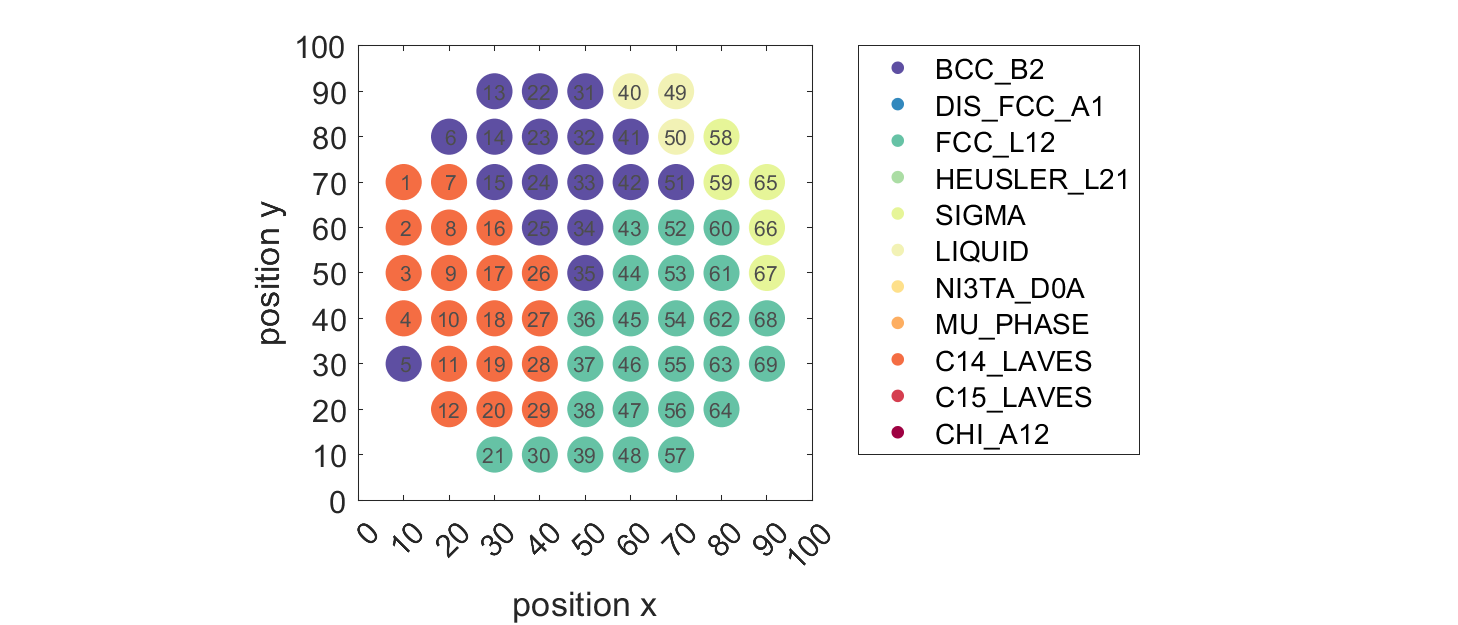 100
90
80
70
60
50
40
30
20
10
0
13 22 31 40 49
6 14 23 32 41 50 58
1 7 15 24 33 42 51 59 65
2 8 16 25 34 43 52 60 66
3 9 17 26 35 44 53 61 67
4 10 18 27 36 45 54 62 68
5 11 19 28 37 46 55 63 69
12 20 29 38 47 56 64
21 30 39 48 57
0 10 20 30 40 50 60 70 80 90 100
position x
position y
BCC_B2
DIS_FCC_A1
FCC_L12
HEUSLER_L21
SIGMA
LIQUID
NI3TA_D0A
MU_PHASE
C14_LAVES
C15_LAVES
CHI_A12